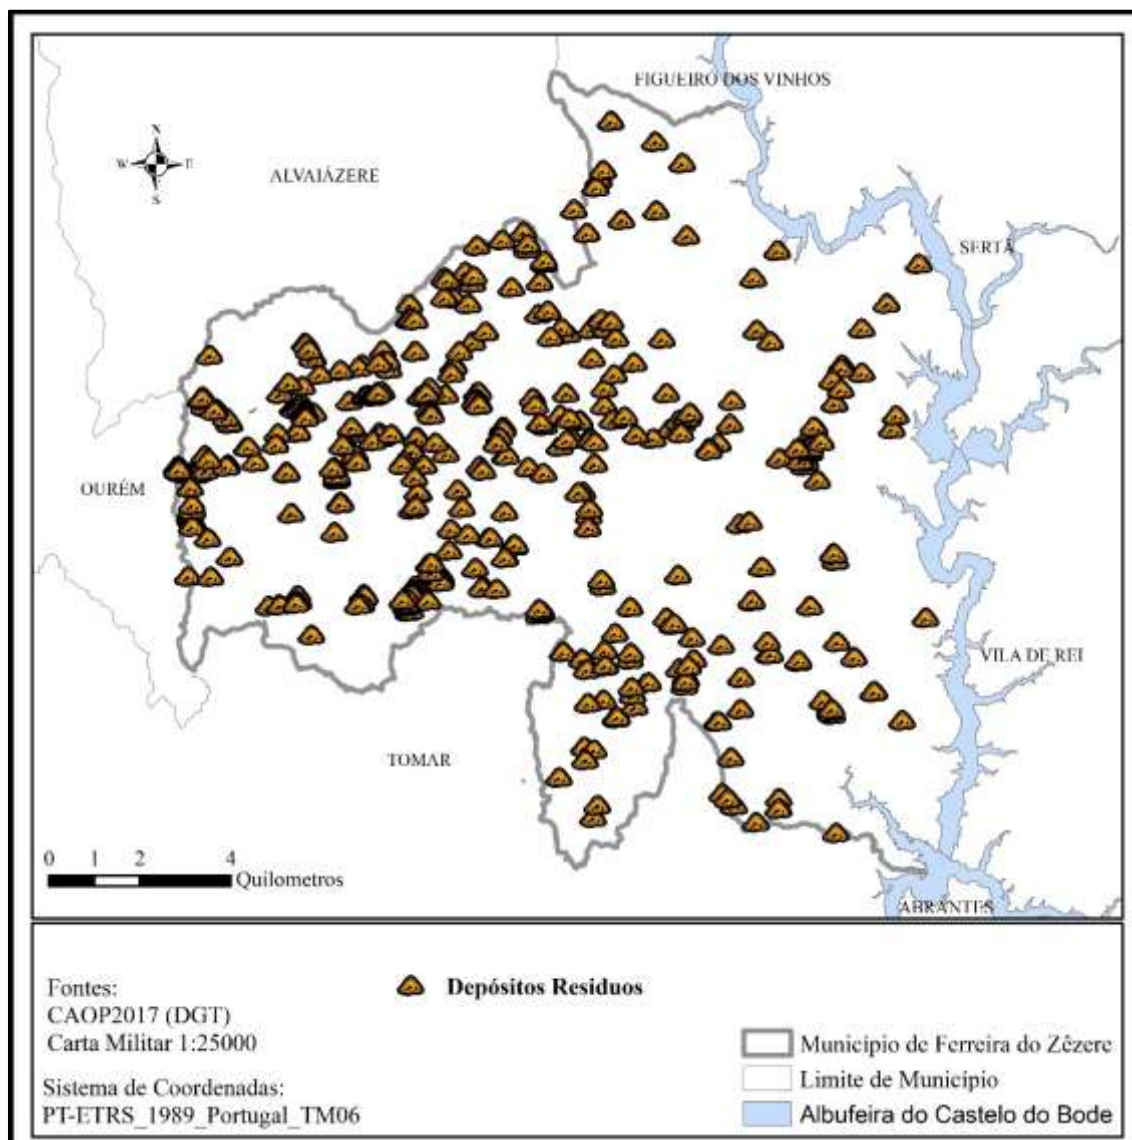 FIGUEIRO DOS VINHOS
N
W E
S
ALVAIÁZERE
SERTÃ
OURÉM
VILA DE REI
TOMAR
0 1 2 4
Quilometros
ABRANTES
Fontes:
CAOP2017 (DGT)
Carta Militar 1:25000
Sistema de Coordenadas:
PT-ETRS_1989_Portugal_TM06
Depósitos Residuos
Município de Ferreira do Zêzere
Limite de Município
Albufeira do Castelo do Bode